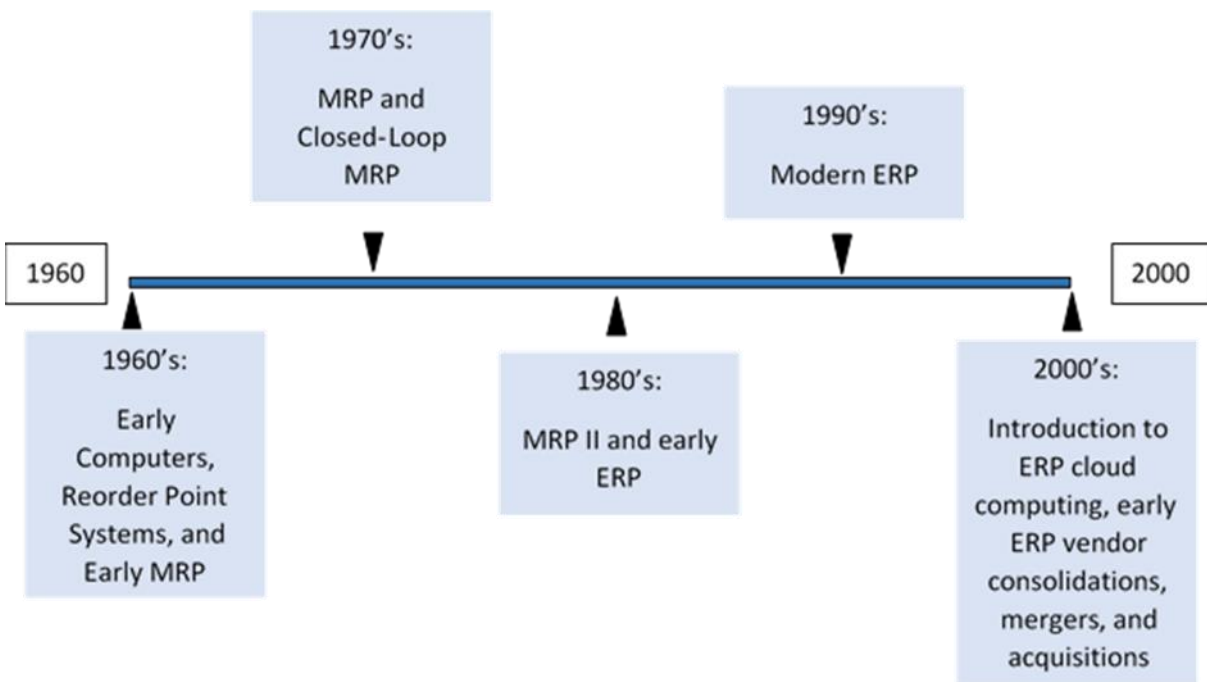 1970’s:
MRP and
Closed-Loop
MRP
1990’s:
Modern ERP
1960
2000
1960’s:
Early
Computers,
Reorder Point
Systems, and
Early MRP
1980’s:
MRP II and early
ERP
2000’s:
Introduction to
ERP cloud
computing, early
ERP vendor
consolidations,
mergers, and
acquisitions